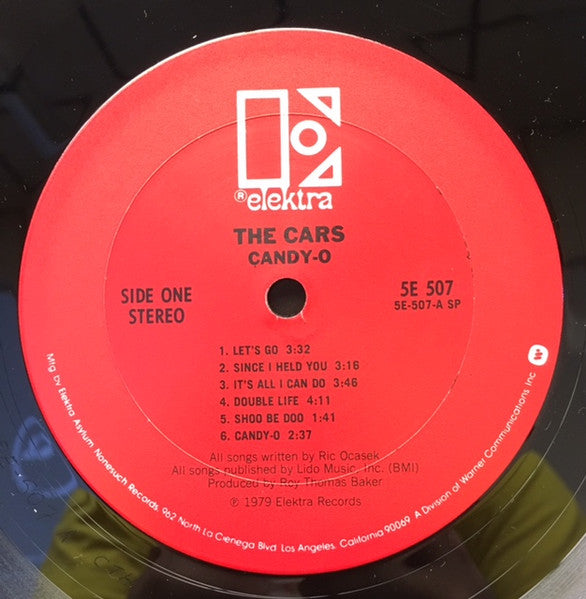 ® elektra
THE CARS
CANDY-O
SIDE ONE
STEREO
5E 507
5E-507-A SP
1. LET'S GO 3:32
2. SINCE I HELD YOU 3:16
3. IT'S ALL I CAN DO 3:46
4. DOUBLE LIFE 4:11
5. SHOO BE DOO 1:41
6. CANDY-O 2:37
All songs written by Ric Ocasek
All songs published by Lido Music, Inc. (BMI)
Produced by Roy Thomas Baker
℗ 1979 Elektra Records
Mfg by Elektra Asylum Nonesuch Records, 962 North La Cienega Blvd. Los Angeles, California 90069. A Division of Warner Communications, Inc